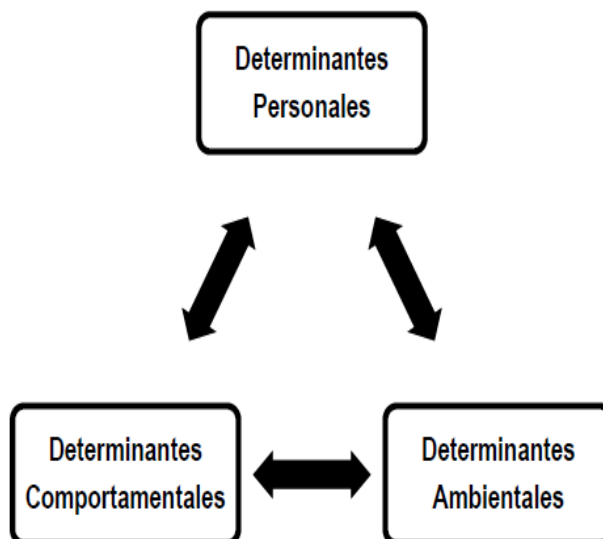 Determinantes
Personales
Determinantes
Comportamentales
Determinantes
Ambientales